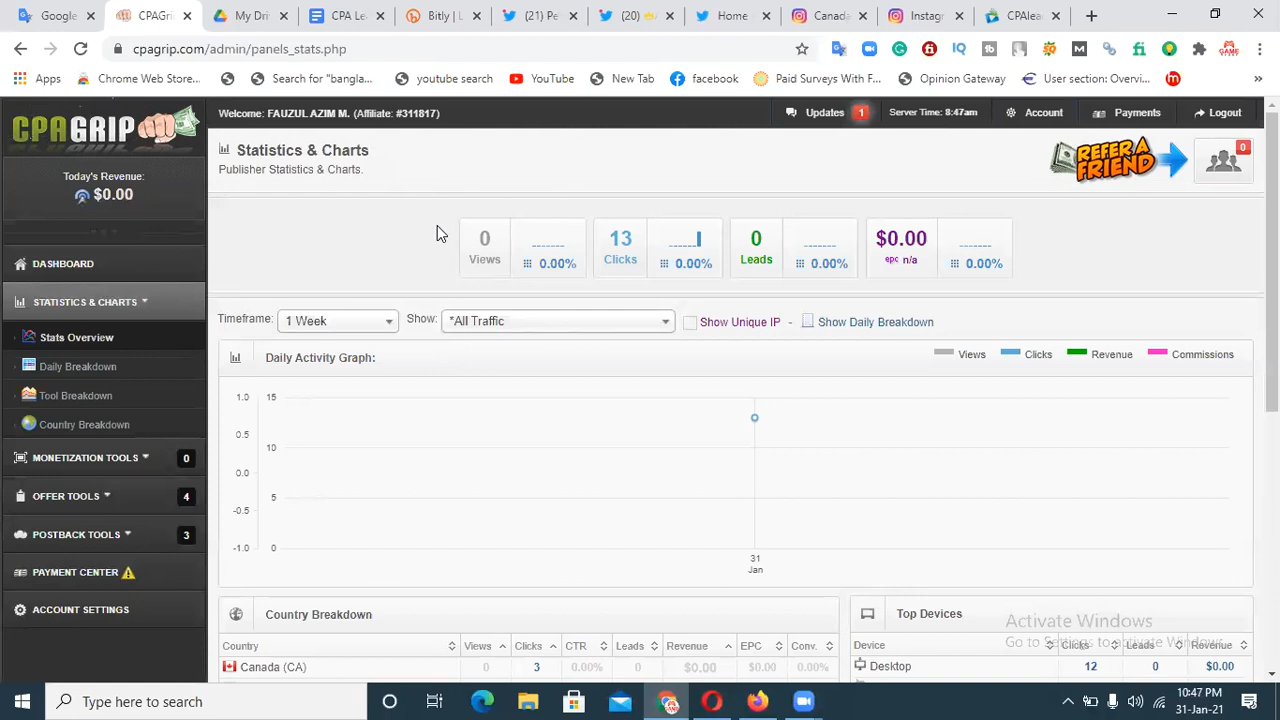 Google
CPAGri
My Dri
CPA Le
Bitly | L
(21) Pe
(20)
Home
Canada
Instagr
CPAlea
cpagrip.com/admin/panels_stats.php
Apps
Chrome Web Store...
Search for "bangla...
youtube search
YouTube
New Tab
facebook
Paid Surveys With F...
Opinion Gateway
User section: Overvi...
CPAGRIP
Welcome: FAUZUL AZIM M. (Affiliate: #311817)
Updates 1
Server Time: 8:47am
Account
Payments
Logout
Today's Revenue:
$0.00
Statistics & Charts
Publisher Statistics & Charts.
REFER A FRIEND
0
0
Views
0.00%
13
Clicks
0.00%
0
Leads
0.00%
$0.00
epc n/a
0.00%
DASHBOARD
STATISTICS & CHARTS
Stats Overview
Daily Breakdown
Tool Breakdown
Country Breakdown
MONETIZATION TOOLS 0
OFFER TOOLS 4
POSTBACK TOOLS 3
PAYMENT CENTER
ACCOUNT SETTINGS
Timeframe: 1 Week Show: *All Traffic Show Unique IP - Show Daily Breakdown
Daily Activity Graph:
Views Clicks Revenue Commissions
1.0 15
0.5 10
0.0
-0.5 5
-1.0 0
31
Jan
Country Breakdown
Country Views Clicks CTR Leads Revenue EPC Conv.
Canada (CA) 0 3 0.00% 0 $0.00 $0.00 0.00%
Top Devices
Device Clicks Leads Revenue
Desktop 12 0 $0.00
Activate Windows
Go to Settings to activate Windows.
Type here to search
10:47 PM
31-Jan-21